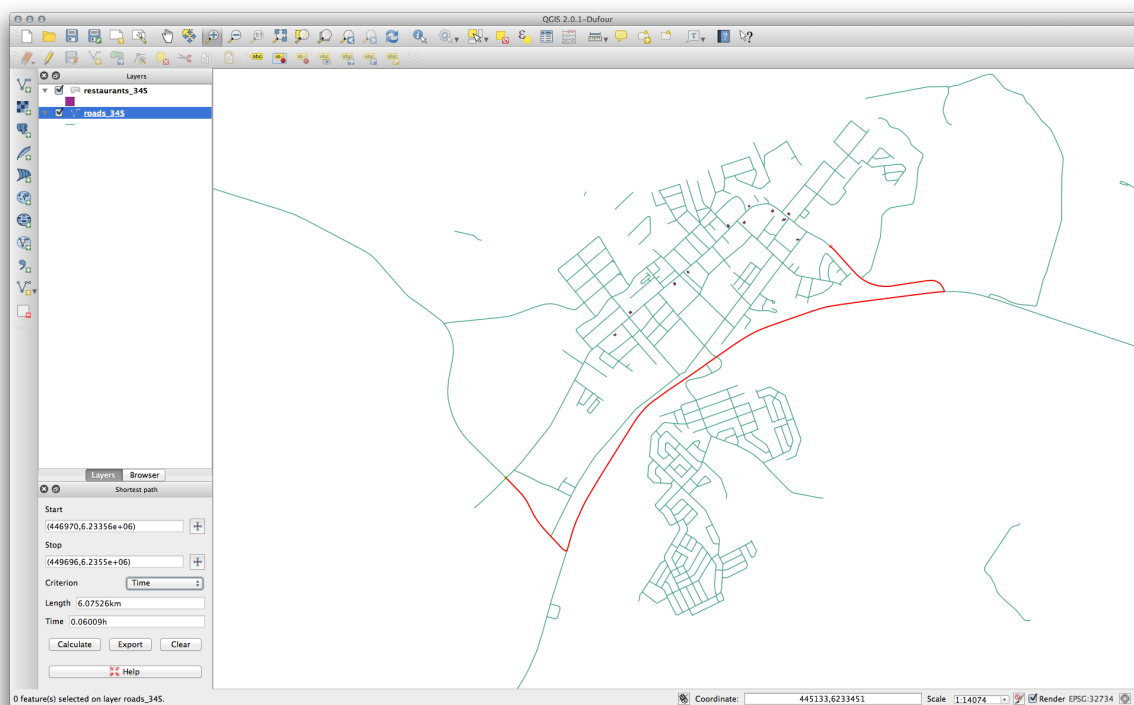 QGIS 2.0.1-Dufour
Layers
restaurants_34S
roads_34S
Layers Browser
Shortest path
Start
(446970,6.23356e+06)
Stop
(449696,6.2355e+06)
Criterion Time
Length 6.07526km
Time 0.06009h
Calculate Export Clear
Help
0 feature(s) selected on layer roads_34S.
Coordinate: 445133,6233451 Scale 1:14074 Render EPSG:32734